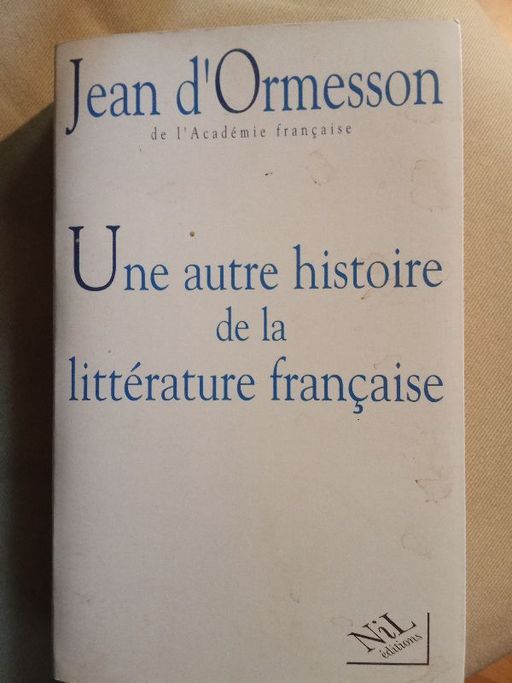 Jean d'Ormesson
de l'Académie française
Une autre histoire
de la
littérature française
NiL
éditions